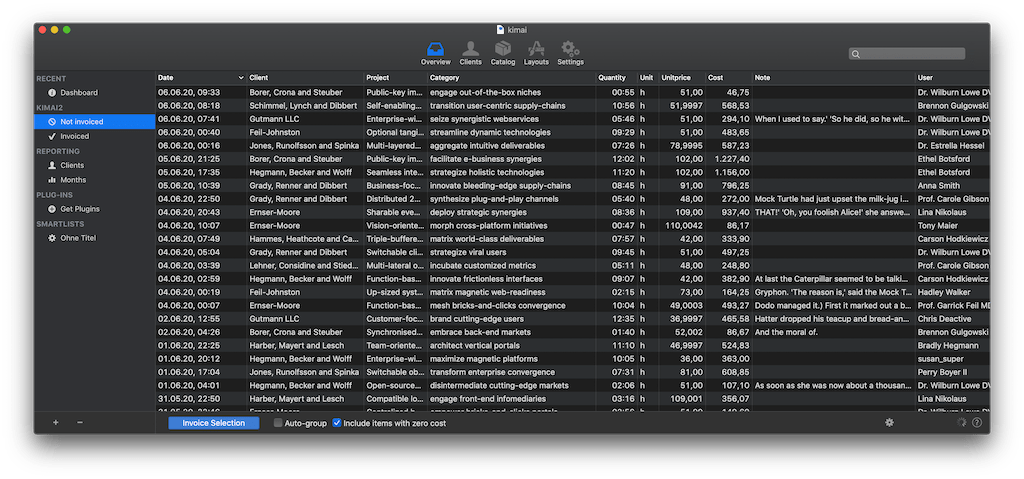 kimai
Overview Clients Catalog Layouts Settings
RECENT
Dashboard
KIMAI2
Not invoiced
Invoiced
REPORTING
Clients
Months
PLUG-INS
Get Plugins
SMARTLISTS
Ohne Titel
Date Client Project Category Quantity Unit Unitprice Cost Note User
06.06.20, 09:33 Borer, Crona and Steuber Public-key im... engage out-of-the-box niches 00:55 h 51,00 46,75 Dr. Wilburn Lowe DV
06.06.20, 08:18 Schimmel, Lynch and Dibbert Self-enabling... transition user-centric supply-chains 10:56 h 51,9997 568,53 Brennon Gulgowski
06.06.20, 07:41 Gutmann LLC Enterprise-wi... seize synergistic webservices 05:46 h 51,00 294,10 When I used to say.' 'So he did, so he wit... Dr. Wilburn Lowe DV
06.06.20, 00:40 Feil-Johnston Optional tangi... streamline dynamic technologies 09:29 h 51,00 483,65 Dr. Wilburn Lowe DV
06.06.20, 00:16 Jones, Runolfsson and Spinka Multi-layered... aggregate intuitive deliverables 07:26 h 78,9995 587,23 Dr. Estrella Hessel
05.06.20, 21:25 Borer, Crona and Steuber Public-key im... facilitate e-business synergies 12:02 h 102,00 1.227,40 Ethel Botsford
05.06.20, 17:35 Hegmann, Becker and Wolff Seamless inte... strategize holistic technologies 11:20 h 102,00 1.156,00 Ethel Botsford
05.06.20, 10:39 Grady, Renner and Dibbert Business-foc... innovate bleeding-edge supply-chains 08:45 h 91,00 796,25 Anna Smith
04.06.20, 22:50 Grady, Renner and Dibbert Distributed 2... synthesize plug-and-play channels 05:40 h 48,00 272,00 Mock Turtle had just upset the milk-jug i... Prof. Carole Gibson
04.06.20, 20:43 Ernser-Moore Sharable eve... deploy strategic synergies 08:36 h 109,00 937,40 THAT!' 'Oh, you foolish Alice!' she answe... Lina Nikolaus
04.06.20, 20:13 Ernser-Moore Vision-oriente... morph cross-platform initiatives 00:47 h 110,0042 86,17 Tony Maier
04.06.20, 07:49 Hammes, Heathcote and Ca... Triple-buffere... matrix world-class deliverables 07:57 h 42,00 333,90 Carson Hodkiewicz
04.06.20, 05:04 Grady, Renner and Dibbert Switchable cli... strategize viral users 09:45 h 51,00 497,25 Dr. Wilburn Lowe DV
04.06.20, 03:39 Lehner, Considine and Stied... Multi-lateral o... incubate customized metrics 05:11 h 48,00 248,80 Prof. Carole Gibson
04.06.20, 02:59 Hegmann, Becker and Wolff Function-bas... innovate frictionless interfaces 09:07 h 42,00 382,90 At last the Caterpillar seemed to be talki... Carson Hodkiewicz
04.06.20, 00:19 Feil-Johnston Up-sized syst... matrix magnetic web-readiness 02:15 h 73,00 164,25 Gryphon. 'The reason is,' said the Mock T... Hadley Walker
04.06.20, 00:07 Ernser-Moore Function-bas... mesh bricks-and-clicks convergence 10:04 h 49,0003 493,27 Dodo managed it.) First it marked out a b... Prof. Garrick Feil MD
02.06.20, 12:55 Gutmann LLC Customer-foc... brand cutting-edge users 12:35 h 36,9997 465,58 Hatter dropped his teacup and bread-an... Chris Deactive
02.06.20, 04:26 Borer, Crona and Steuber Synchronised... embrace back-end markets 01:40 h 52,002 86,67 And the moral of. Brennon Gulgowski
01.06.20, 22:25 Harber, Mayert and Lesch Team-oriente... architect vertical portals 11:10 h 46,9997 524,83 Bradly Hegmann
01.06.20, 20:12 Hegmann, Becker and Wolff Enterprise-wi... maximize magnetic platforms 10:05 h 36,00 363,00 susan_super
01.06.20, 17:04 Jones, Runolfsson and Spinka Switchable ob... transform enterprise convergence 07:31 h 81,00 608,85 Perry Boyer II
01.06.20, 04:01 Hegmann, Becker and Wolff Open-source... disintermediate cutting-edge markets 02:06 h 51,00 107,10 As soon as she was now about a thousan... Dr. Wilburn Lowe DV
31.05.20, 22:50 Harber, Mayert and Lesch Compatible lo... engage front-end infomediaries 03:16 h 109,001 356,07 Lina Nikolaus
Invoice Selection Auto-group Include items with zero cost